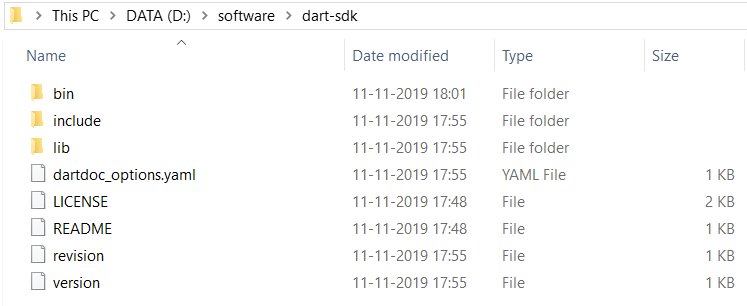 This PC > DATA (D:) > software > dart-sdk
Name Date modified Type Size
bin 11-11-2019 18:01 File folder
include 11-11-2019 17:55 File folder
lib 11-11-2019 17:55 File folder
dartdoc_options.yaml 11-11-2019 17:55 YAML File 1 KB
LICENSE 11-11-2019 17:48 File 2 KB
README 11-11-2019 17:48 File 1 KB
revision 11-11-2019 17:55 File 1 KB
version 11-11-2019 17:55 File 1 KB